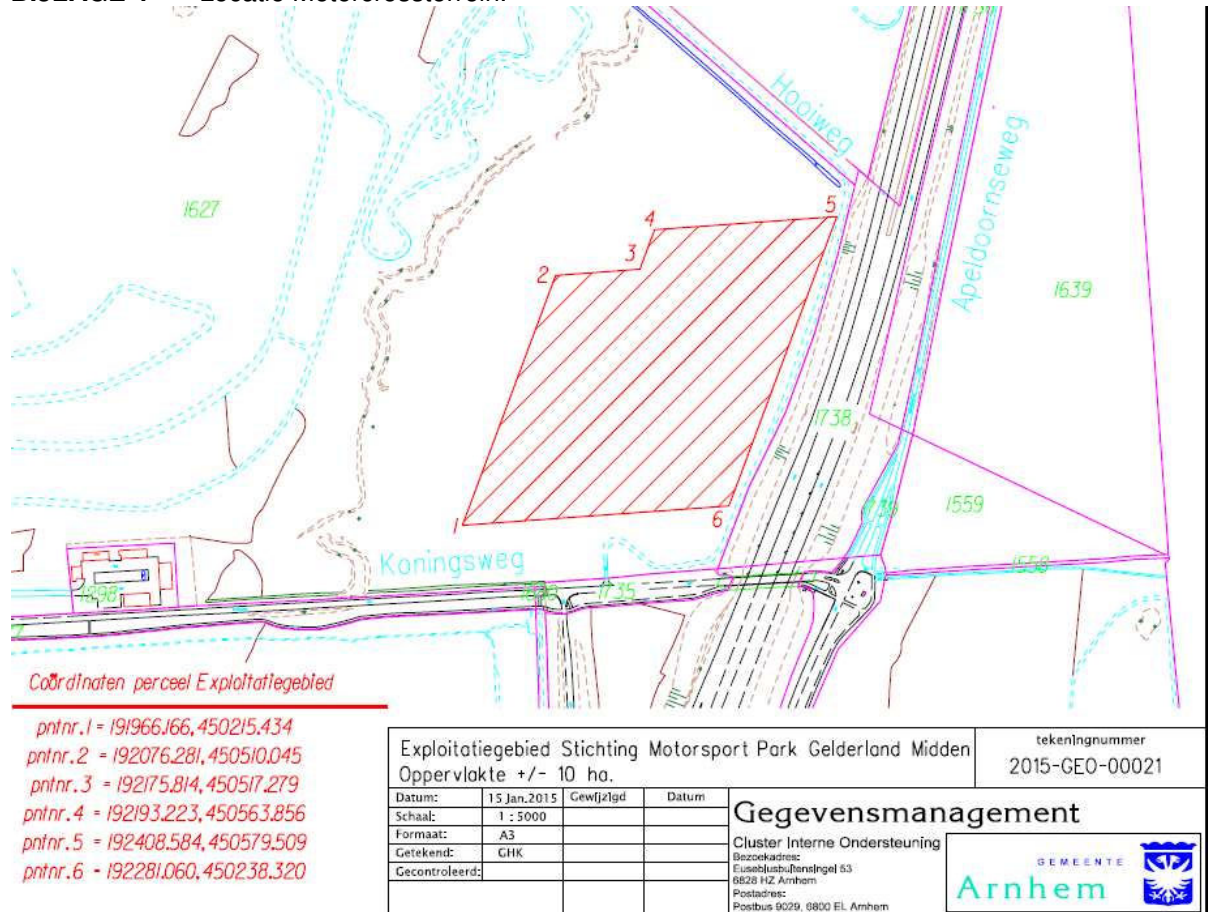 Hooiweg
Apeldoornseweg
1627
1639
5
4
3
2
1738
1739
1559
1
6
Koningsweg
1558
1298
1735
Coördinaten perceel Exploitatiegebied
pntnr.1 = 191966.166,450215.434
pntnr.2 = 192076.281,450510.045
pntnr.3 = 192175.814,450517.279
pntnr.4 = 192193.223,450563.856
pntnr.5 = 192408.584,450579.509
pntnr.6 = 192281.060,450238.320
Exploitatiegebied Stichting Motorsport Park Gelderland Midden
Oppervlakte +/- 10 ha.
tekeningnummer
2015-GEO-00021
Datum: 15 Jan.2015 Gewijzigd Datum
Schaal: 1 : 5000
Formaat: A3
Getekend: GHK
Gecontroleerd:
Gegevensmanagement
Cluster Interne Ondersteuning
Bezoekadres:
Eusebiusbuitensingel 53
6828 HZ Arnhem
Postadres:
Postbus 9029, 6800 EL Arnhem
GEMEENTE
Arnhem